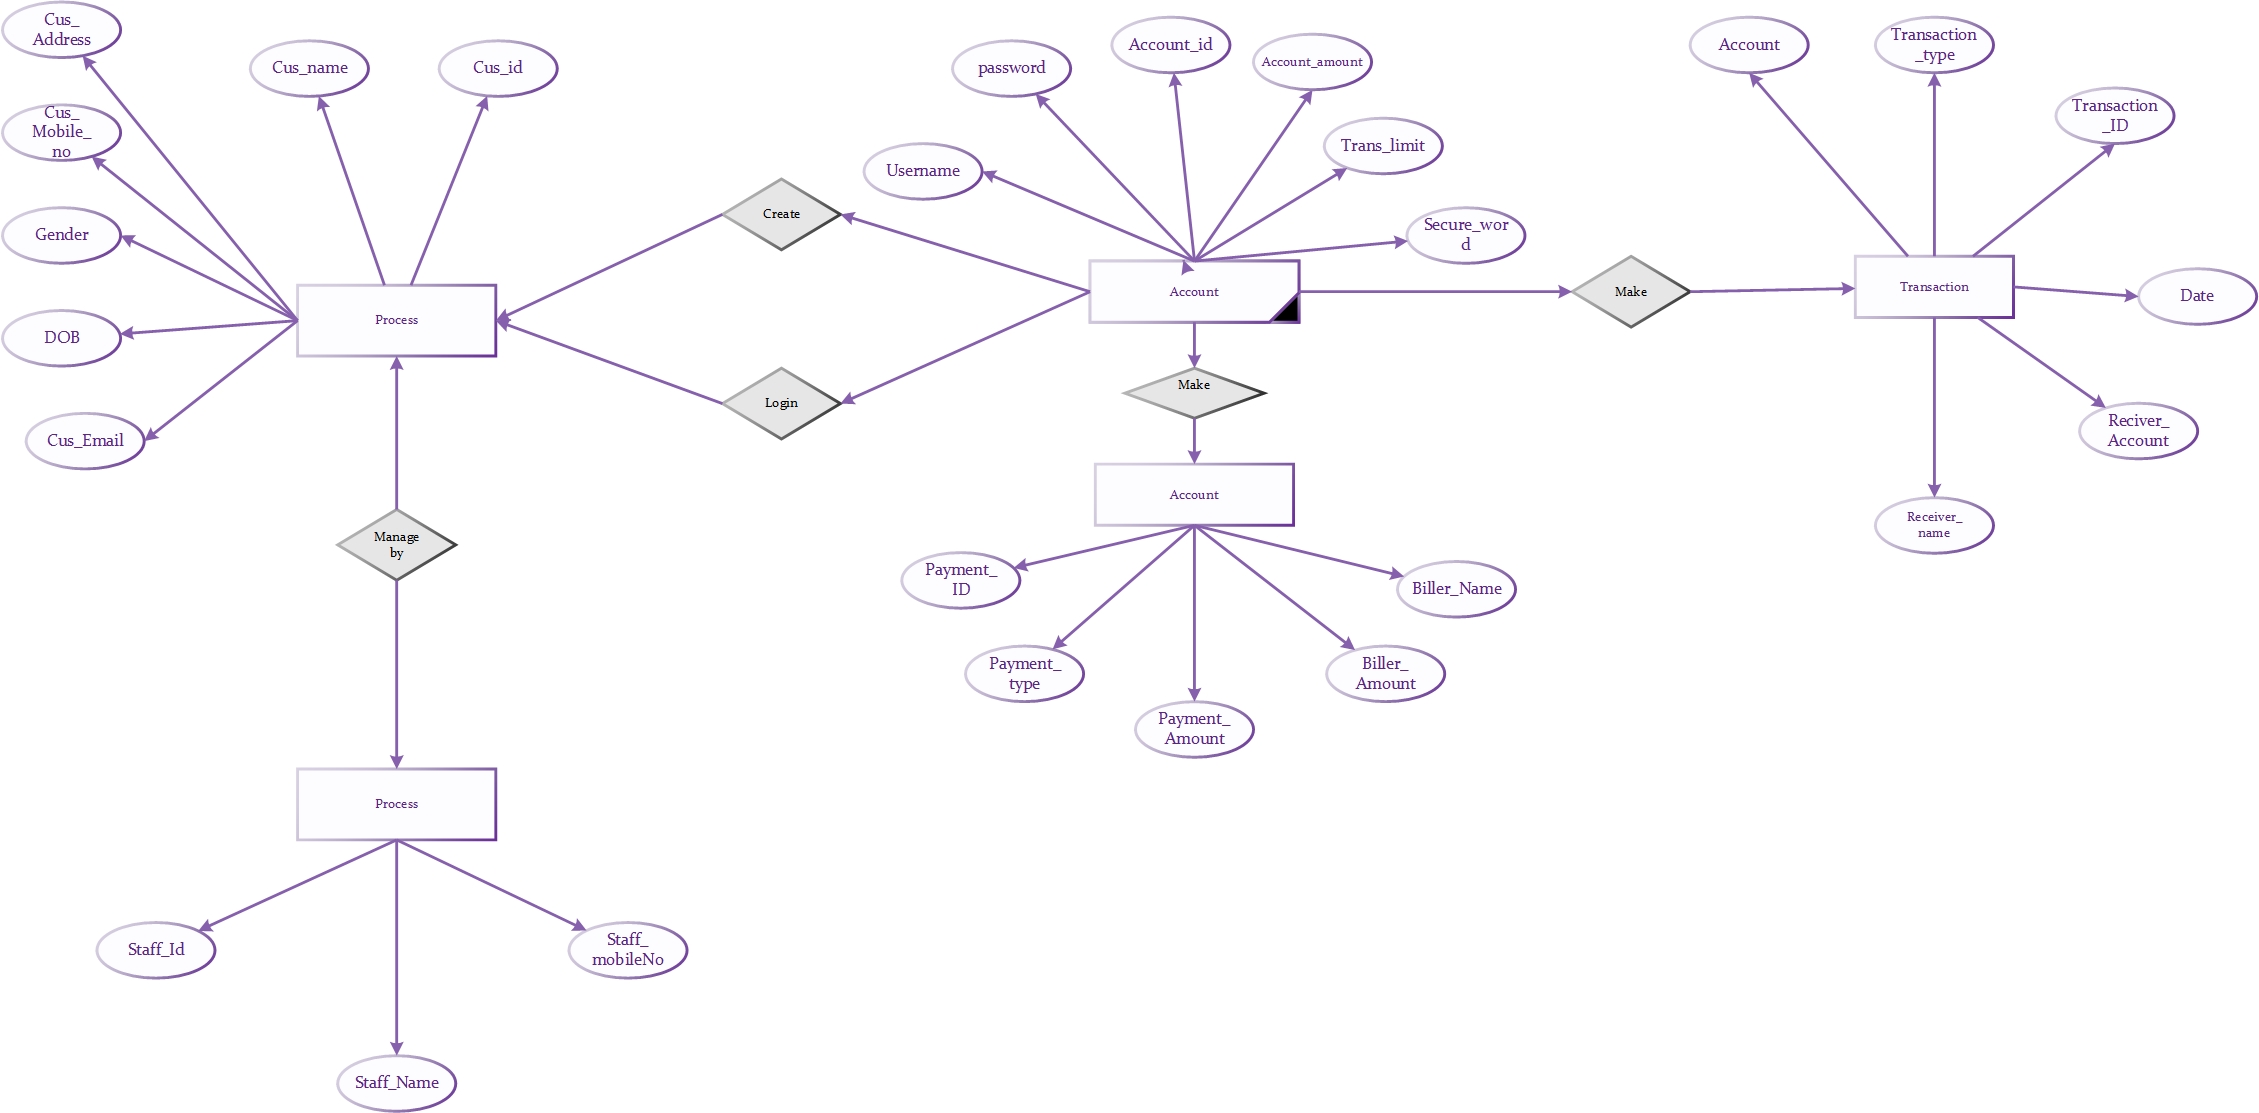 Cus_
Address
Cus_name
Cus_id
Cus_
Mobile_
no
Gender
DOB
Cus_Email
Process
Create
Login
Manage
by
Process
Staff_Id
Staff_
mobileNo
Staff_Name
password
Account_id
Account_amount
Username
Trans_limit
Secure_wor
d
Account
Make
Make
Account
Payment_
ID
Payment_
type
Payment_
Amount
Biller_
Amount
Biller_Name
Account
Transaction
_type
Transaction
_ID
Transaction
Date
Reciver_
Account
Receiver_
name